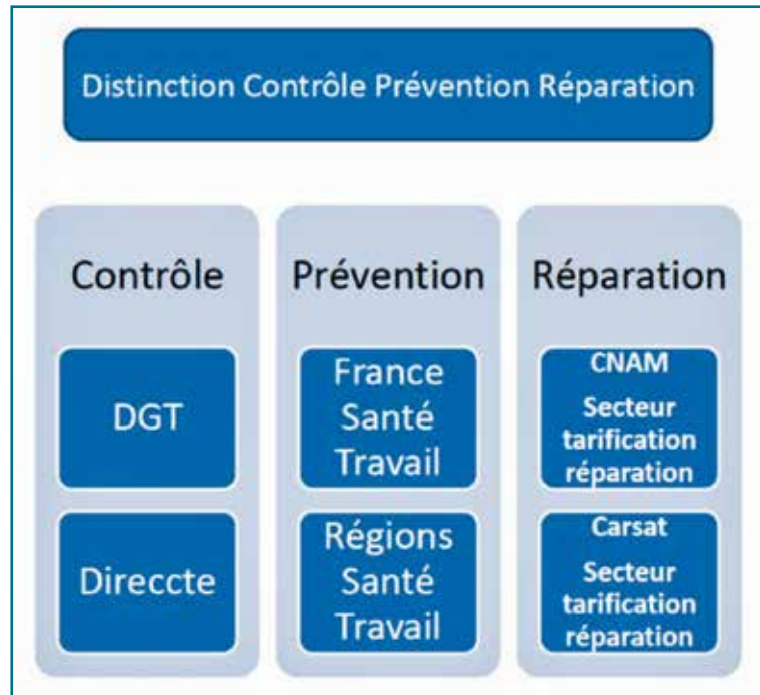 Distinction Contrôle Prévention Réparation
Contrôle
DGT
Direccte
Prévention
France
Santé
Travail
Régions
Santé
Travail
Réparation
CNAM
Secteur
tarification
réparation
Carsat
Secteur
tarification
réparation